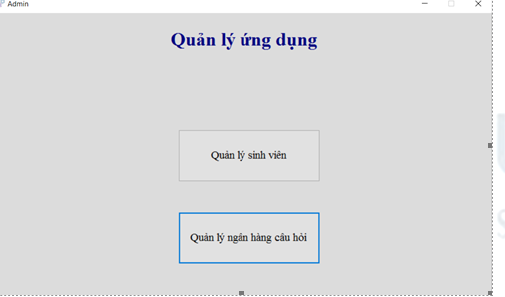 Admin
Quản lý ứng dụng
Quản lý sinh viên
Quản lý ngân hàng câu hỏi